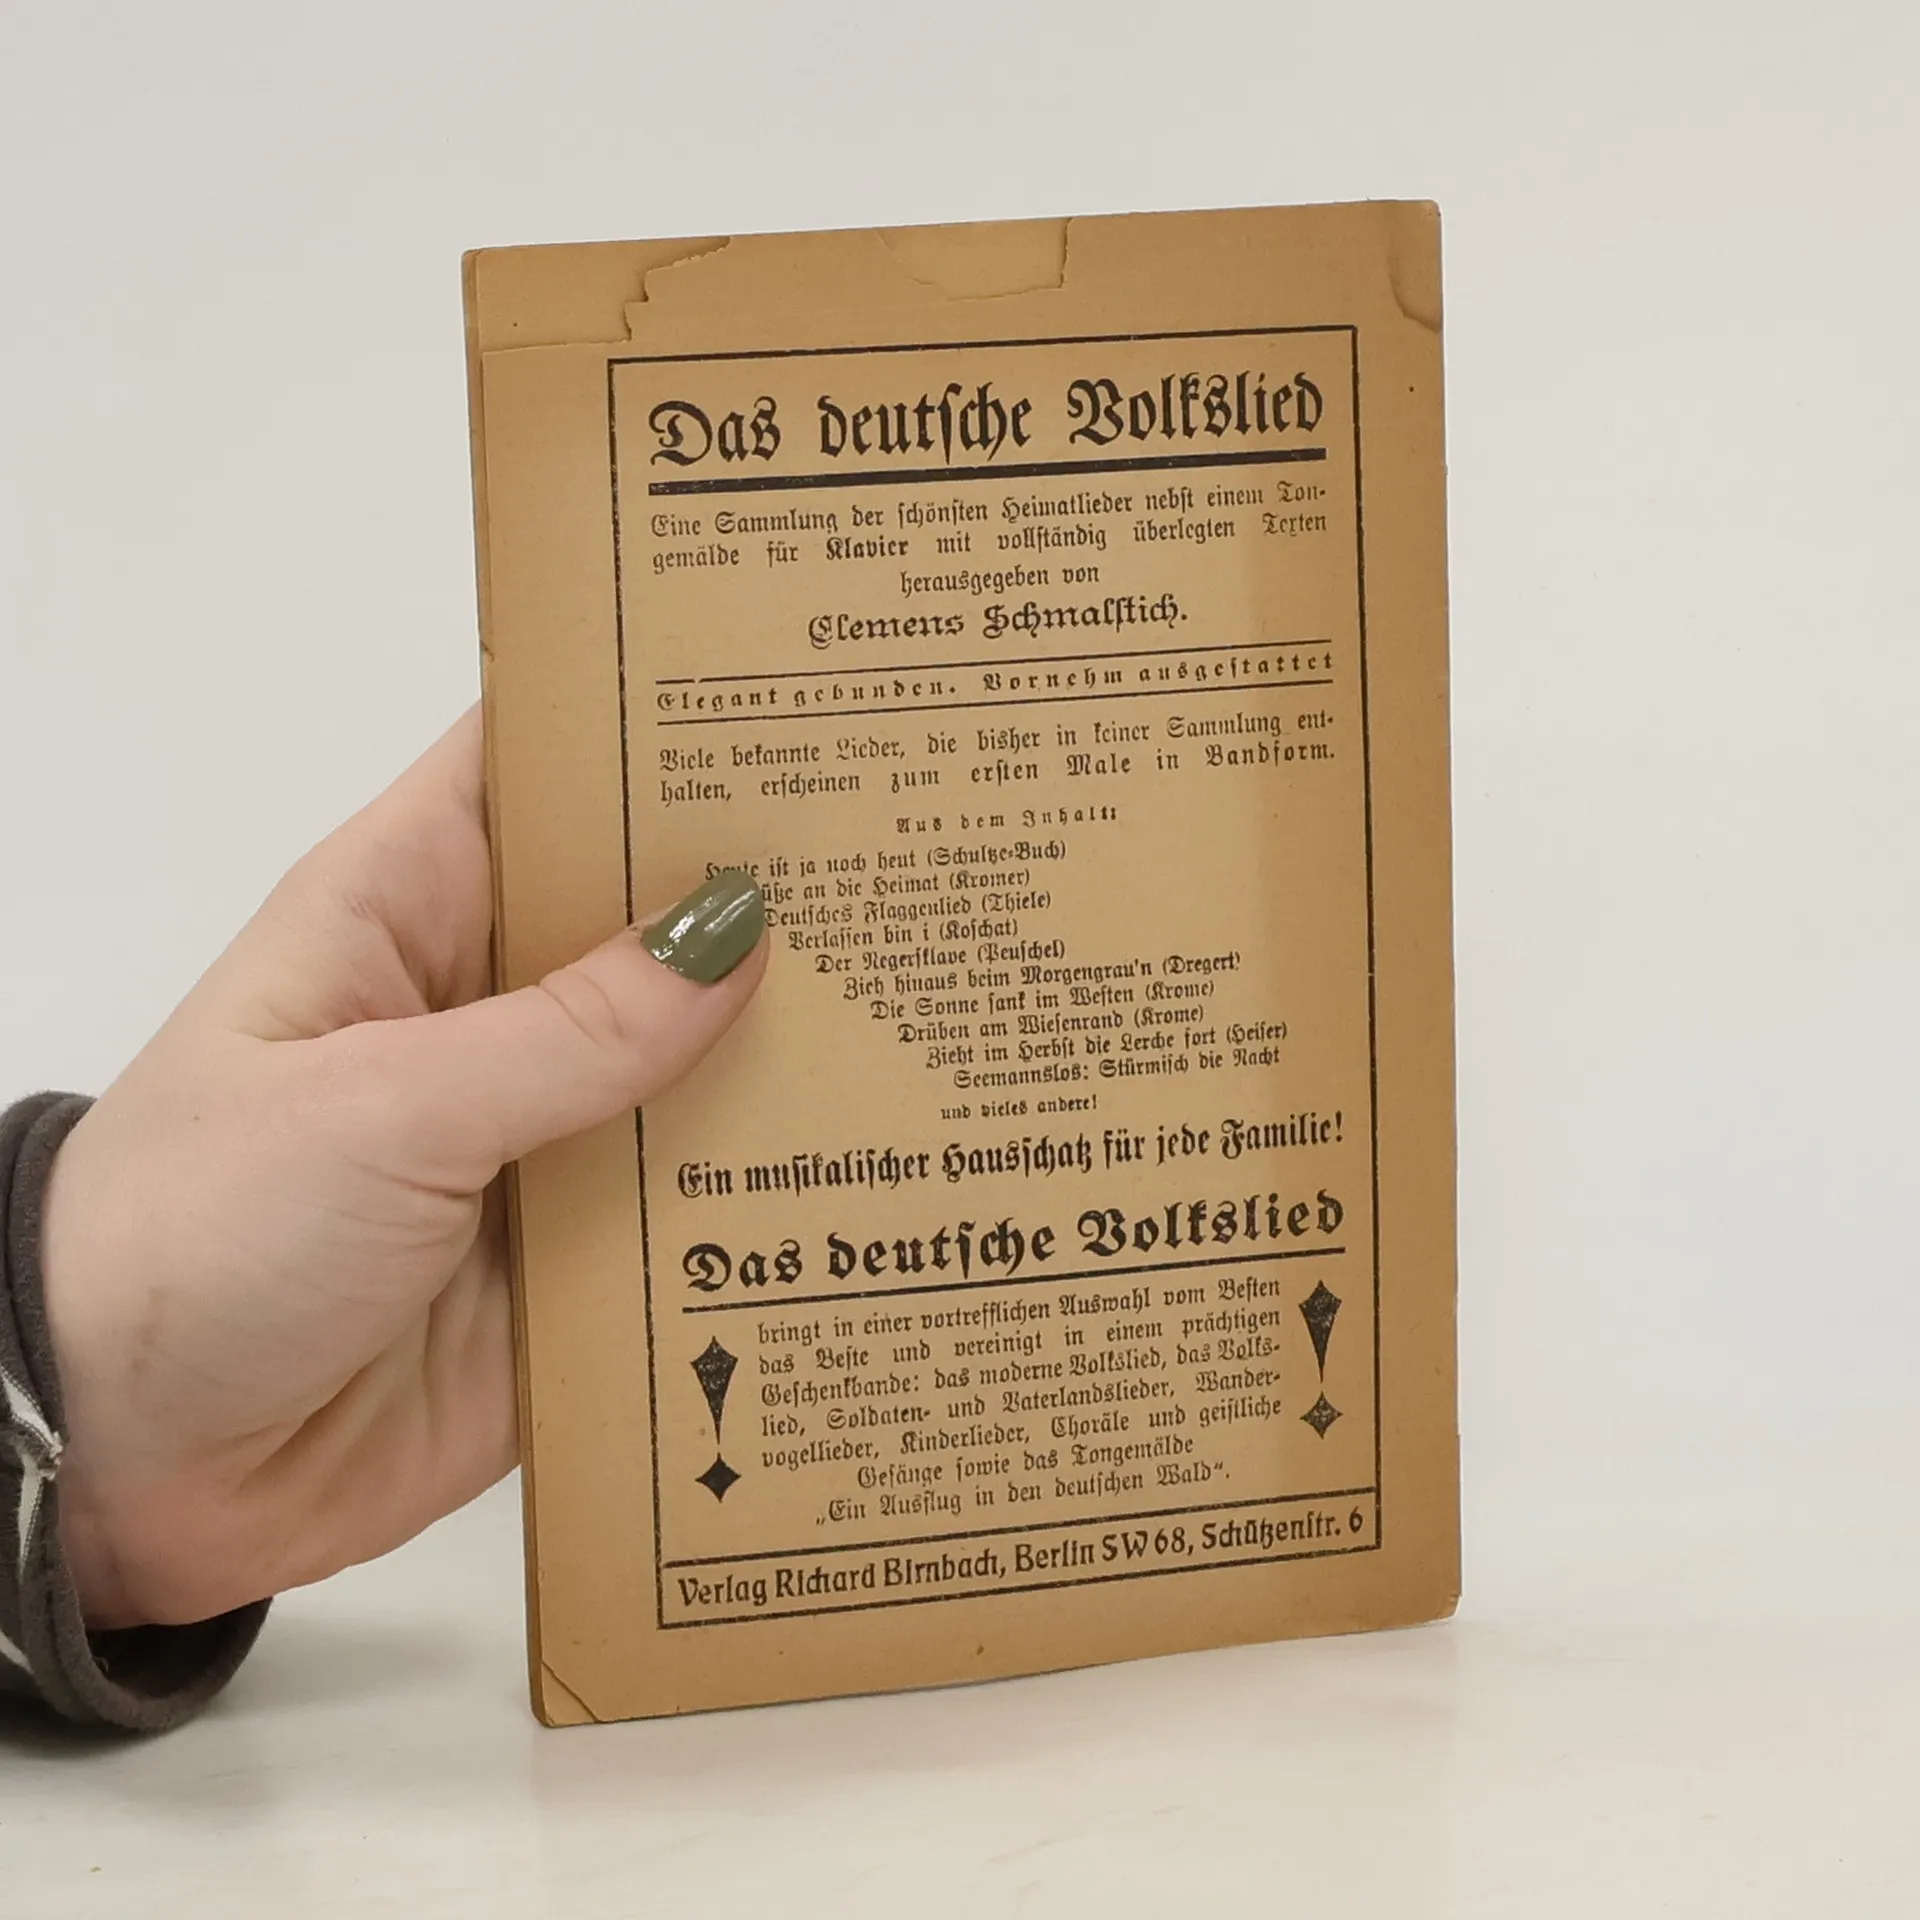 Das deutsche Volkslied
Eine Sammlung der schönsten Heimatlieder nebst einem Ton-
gemälde für Klavier mit vollständig überlegten Texten
herausgegeben von
Clemens Schmalstich.
Elegant gebunden. Vornehm ausgestattet
Viele bekannte Lieder, die bisher in keiner Sammlung ent-
halten, erscheinen zum ersten Male in Bandform.
Aus dem Inhalt:
Heute ist ja noch heut (Schultze-Buch)
an die Heimat (Kromer)
Deutsches Flaggenlied (Thiele)
Verlassen bin i (Koschat)
Der Negersklave (Peuschel)
Zieh hinaus beim Morgengrau'n (Dregert)
Die Sonne sank im Westen (Krome)
Drüben am Wiesenrand (Krome)
Zieht im Herbst die Lerche fort (Heiser)
Seemannslos: Stürmisch die Nacht
und vieles andere!
Ein musikalischer Hausschatz für jede Familie!
Das deutsche Volkslied
bringt in einer vortrefflichen Auswahl vom Besten
das Beste und vereinigt in einem prächtigen
Geschenkbande: das moderne Volkslied, das Volks-
lied, Soldaten- und Vaterlandslieder, Wander-
vogellieder, Kinderlieder, Choräle und geistliche
Gesänge sowie das Tongemälde
„Ein Ausflug in den deutschen Wald“.
Verlag Richard Birnbach, Berlin SW 68, Schützenstr. 6